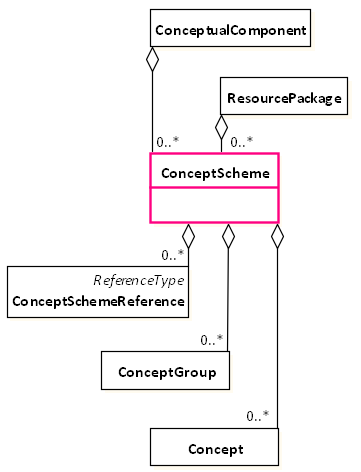 ConceptualComponent
ResourcePackage
0..*
0..*
ConceptScheme
0..*
ReferenceType
ConceptSchemeReference
0..*
ConceptGroup
0..*
Concept